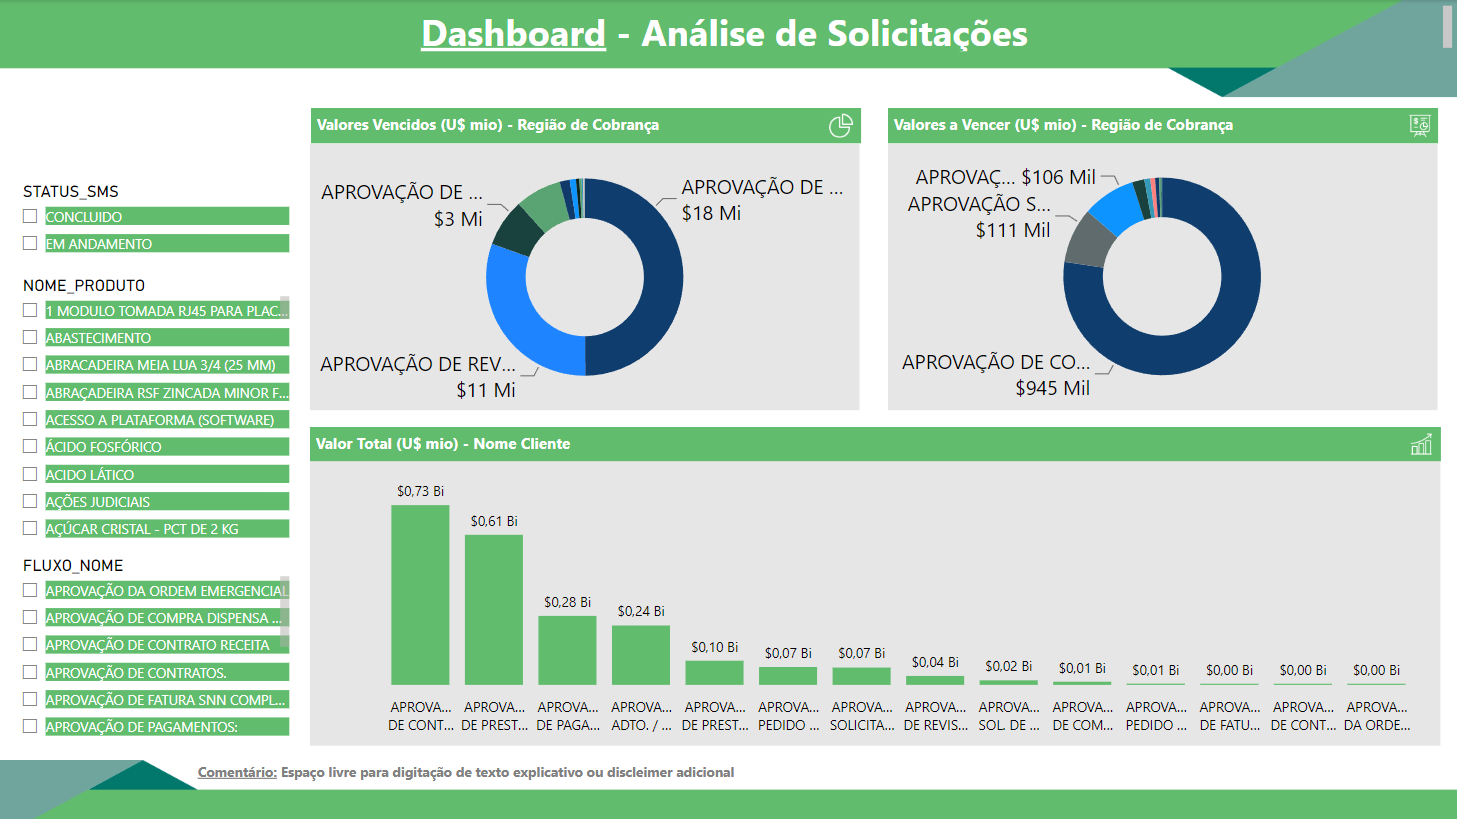 Dashboard - Análise de Solicitações
STATUS_SMS
CONCLUIDO
EM ANDAMENTO
NOME_PRODUTO
1 MODULO TOMADA RJ45 PARA PLAC...
ABASTECIMENTO
ABRACADEIRA MEIA LUA 3/4 (25 MM)
ABRAÇADEIRA RSF ZINCADA MINOR F...
ACESSO A PLATAFORMA (SOFTWARE)
ÁCIDO FOSFÓRICO
ACIDO LÁTICO
AÇÕES JUDICIAIS
AÇÚCAR CRISTAL - PCT DE 2 KG
FLUXO_NOME
APROVAÇÃO DA ORDEM EMERGENCIAL
APROVAÇÃO DE COMPRA DISPENSA ...
APROVAÇÃO DE CONTRATO RECEITA
APROVAÇÃO DE CONTRATOS.
APROVAÇÃO DE FATURA SNN COMPL...
APROVAÇÃO DE PAGAMENTOS:
Valores Vencidos (U$ mio) - Região de Cobrança
APROVAÇÃO DE ...
$3 Mi
APROVAÇÃO DE ...
$18 Mi
APROVAÇÃO DE REV...
$11 Mi
Valores a Vencer (U$ mio) - Região de Cobrança
APROVAÇ... $106 Mil
APROVAÇÃO S...
$111 Mil
APROVAÇÃO DE CO...
$945 Mil
Valor Total (U$ mio) - Nome Cliente
$0,73 Bi
$0,61 Bi
$0,28 Bi
$0,24 Bi
$0,10 Bi
$0,07 Bi
$0,07 Bi
$0,04 Bi
$0,02 Bi
$0,01 Bi
$0,01 Bi
$0,00 Bi
$0,00 Bi
$0,00 Bi
APROVA...
DE CONT...
APROVA...
DE PREST...
APROVA...
DE PAGA...
APROVA...
ADTO. / ...
APROVA...
DE PREST...
APROVA...
PEDIDO ...
APROVA...
SOLICITA...
APROVA...
DE REVIS...
APROVA...
SOL. DE ...
APROVA...
DE COM...
APROVA...
PEDIDO ...
APROVA...
DE FATU...
APROVA...
DE CONT...
APROVA...
DA ORDE...
Comentário: Espaço livre para digitação de texto explicativo ou discleimer adicional